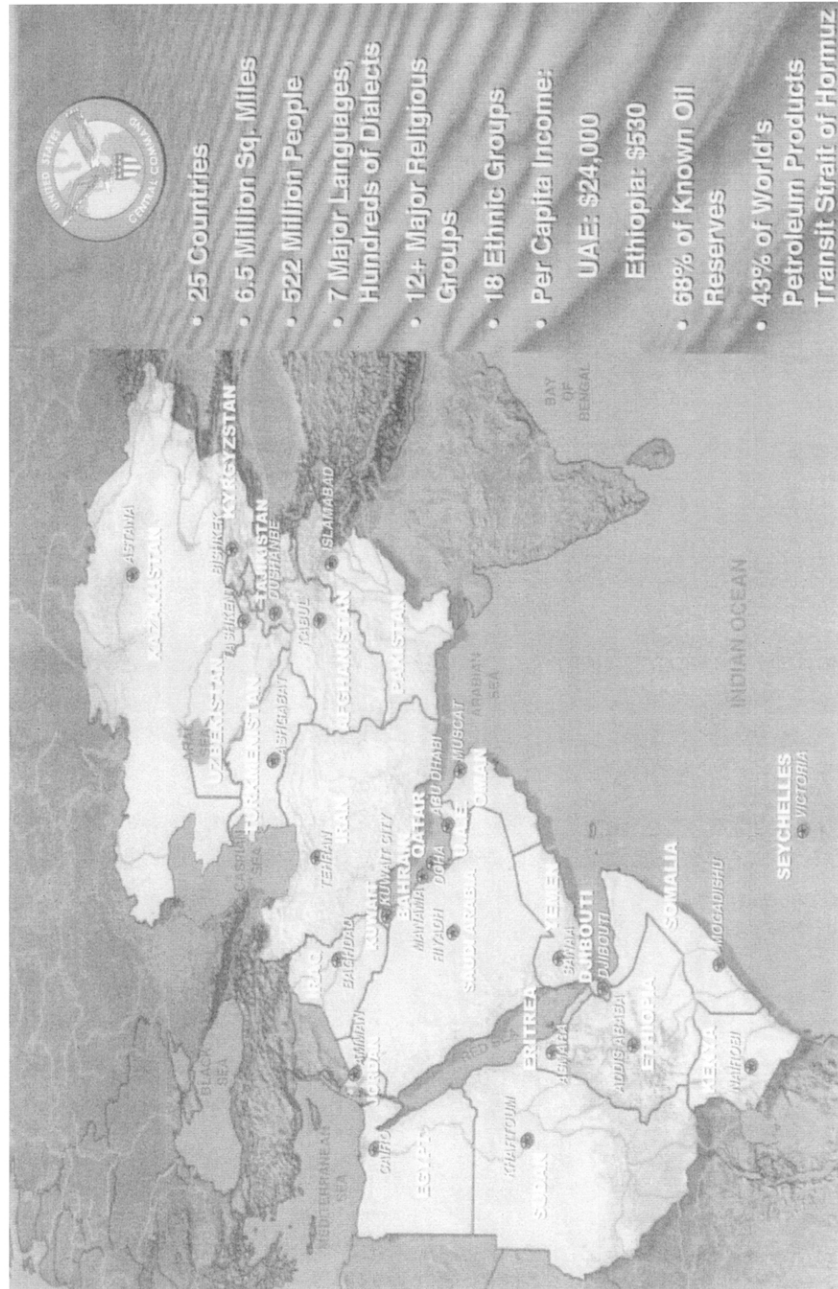 UNITED STATES
CENTRAL COMMAND
• 25 Countries
• 6.5 Million Sq. Miles
• 522 Million People
• 7 Major Languages,
Hundreds of Dialects
• 12+ Major Religious
Groups
• 18 Ethnic Groups
• Per Capita Income:
UAE: $24,000
Ethiopia: $530
• 68% of Known Oil
Reserves
• 43% of World's
Petroleum Products
Transit Strait of Hormuz
ASTANA
KAZAKHSTAN
BISHKEK
KYRGYZSTAN
TASHKENT
TAJIKISTAN
DUSHANBE
ARAL
SEA
UZBEKISTAN
TURKMENISTAN
ASHGABAT
CASPIAN
SEA
BLACK
SEA
KABUL
AFGHANISTAN
ISLAMABAD
PAKISTAN
TEHRAN
IRAN
IRAQ
BAGHDAD
AMMAN
JORDAN
MEDITERRANEAN
SEA
KUWAIT
KUWAIT CITY
BAHRAIN
MANAMA
QATAR
DOHA
ABU DHABI
U.A.E.
MUSCAT
OMAN
RIYADH
SAUDI ARABIA
CAIRO
EGYPT
RED SEA
YEMEN
SANAA
ARABIAN
SEA
BAY
OF
BENGAL
KHARTOUM
SUDAN
ERITREA
ASMARA
DJIBOUTI
DJIBOUTI
ADDIS ABABA
ETHIOPIA
SOMALIA
MOGADISHU
KENYA
NAIROBI
INDIAN OCEAN
SEYCHELLES
VICTORIA